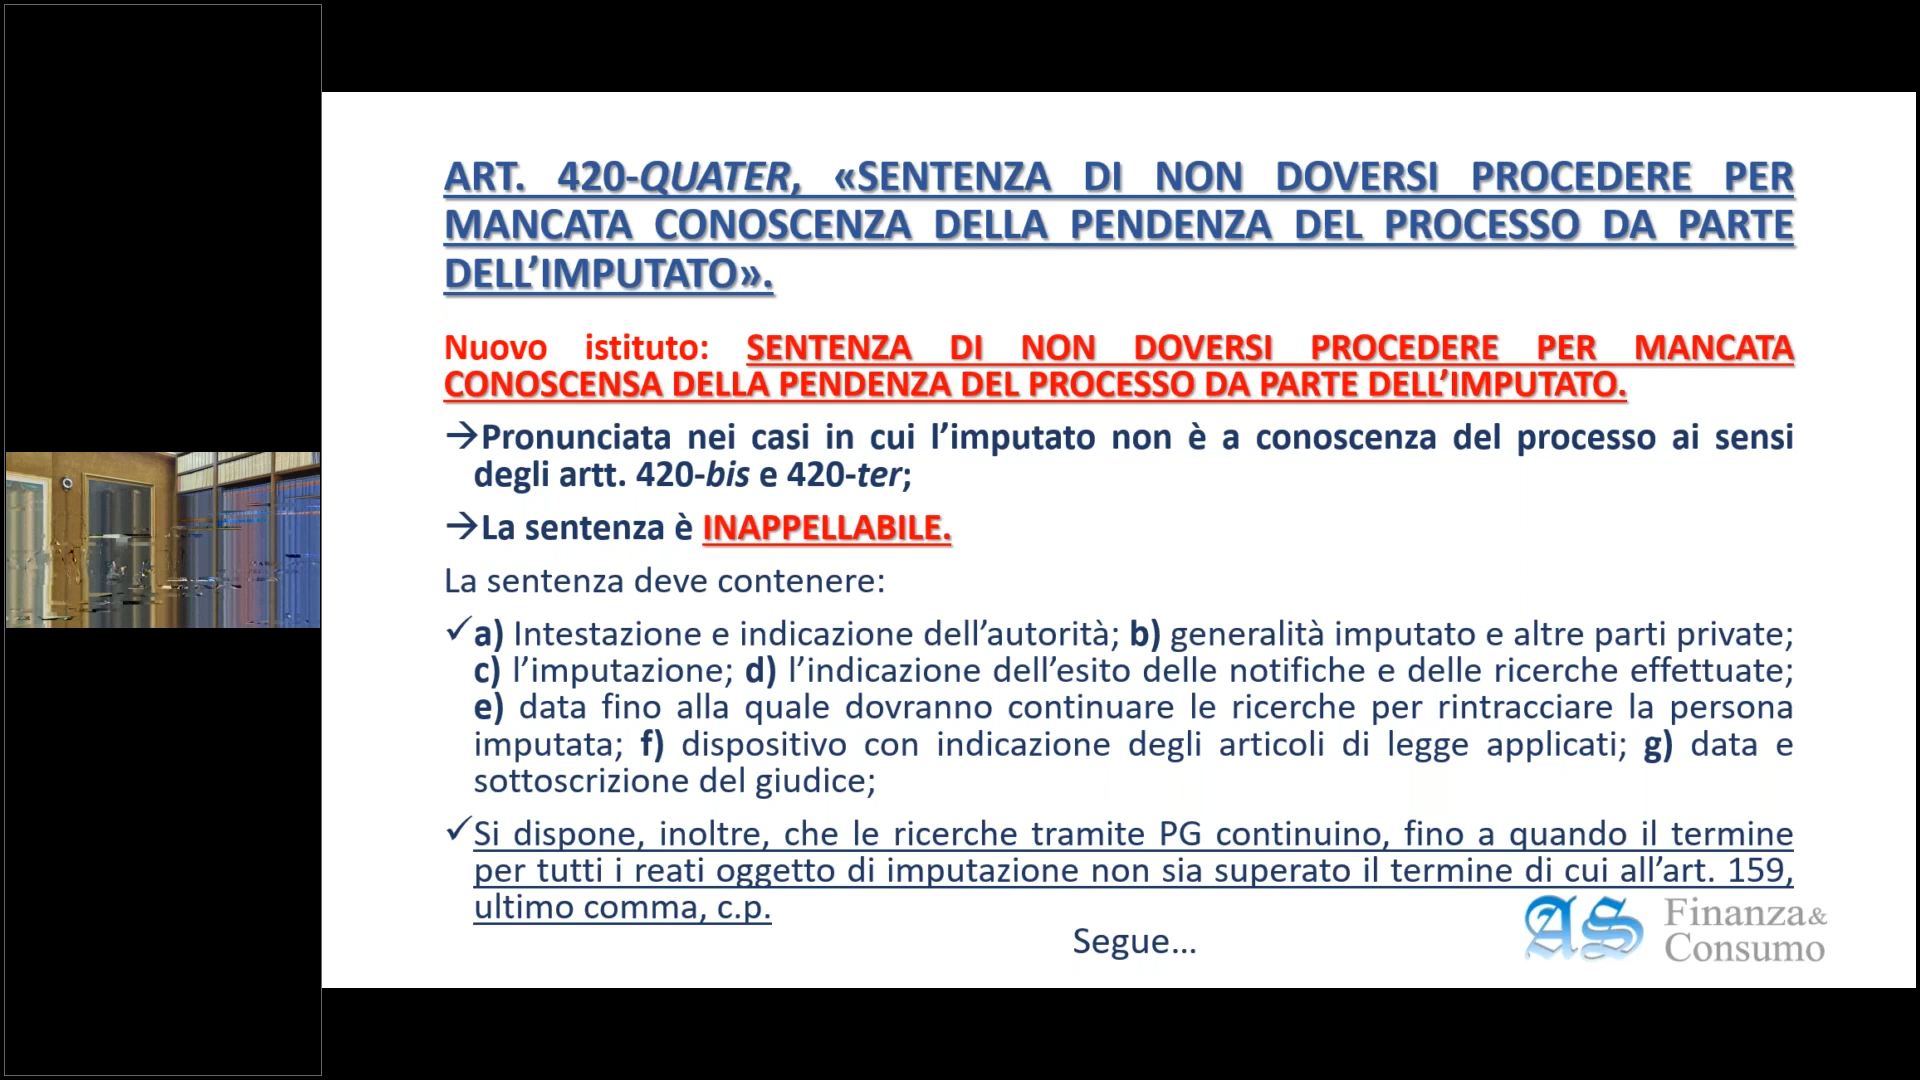 ART. 420-QUATER, «SENTENZA DI NON DOVERSI PROCEDERE PER
MANCATA CONOSCENZA DELLA PENDENZA DEL PROCESSO DA PARTE
DELL’IMPUTATO».
Nuovo istituto: SENTENZA DI NON DOVERSI PROCEDERE PER MANCATA
CONOSCENSA DELLA PENDENZA DEL PROCESSO DA PARTE DELL’IMPUTATO.
→Pronunciata nei casi in cui l’imputato non è a conoscenza del processo ai sensi
degli artt. 420-bis e 420-ter;
→La sentenza è INAPPELLABILE.
La sentenza deve contenere:
✓a) Intestazione e indicazione dell’autorità; b) generalità imputato e altre parti private;
c) l’imputazione; d) l’indicazione dell’esito delle notifiche e delle ricerche effettuate;
e) data fino alla quale dovranno continuare le ricerche per rintracciare la persona
imputata; f) dispositivo con indicazione degli articoli di legge applicati; g) data e
sottoscrizione del giudice;
✓Si dispone, inoltre, che le ricerche tramite PG continuino, fino a quando il termine
per tutti i reati oggetto di imputazione non sia superato il termine di cui all’art. 159,
ultimo comma, c.p.
Segue…
AS Finanza&
Consumo